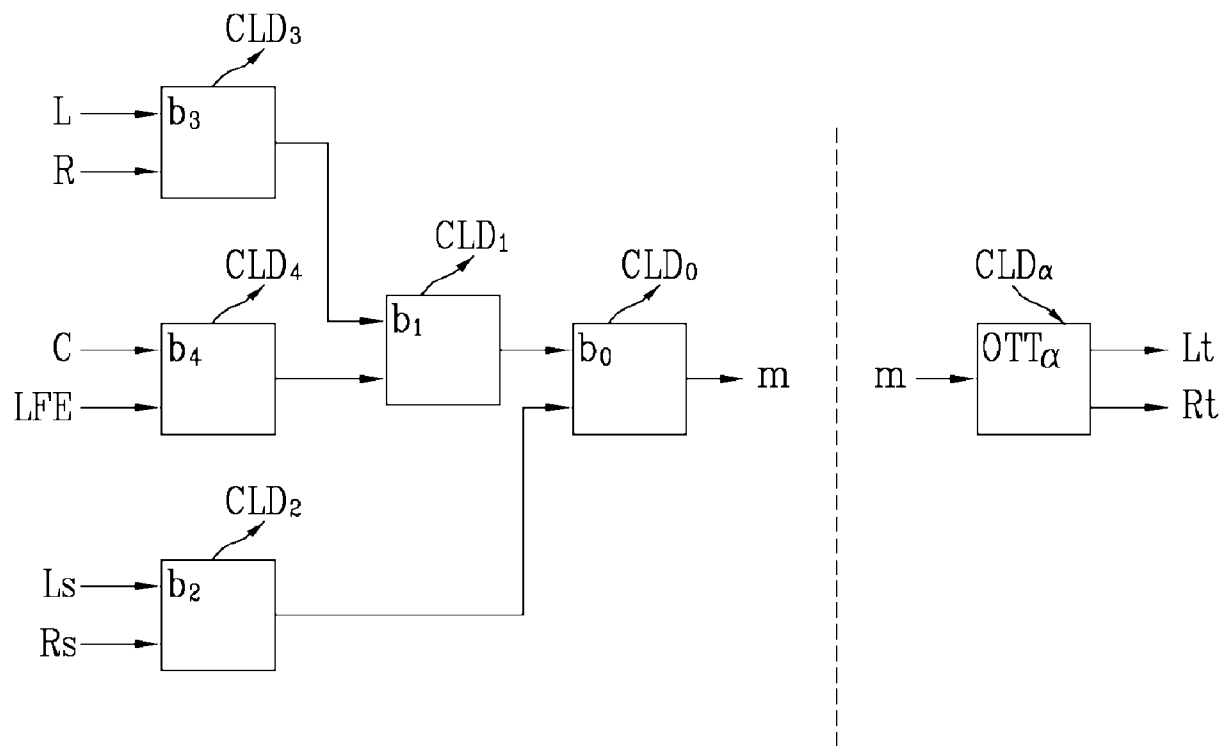 CLD₃
L
b₃
R
CLD₁
CLD₄
CLD₀
CLDα
C
b₄
b₁
b₀
OTTα
Lt
m
m
LFE
Rt
CLD₂
Ls
b₂
Rs